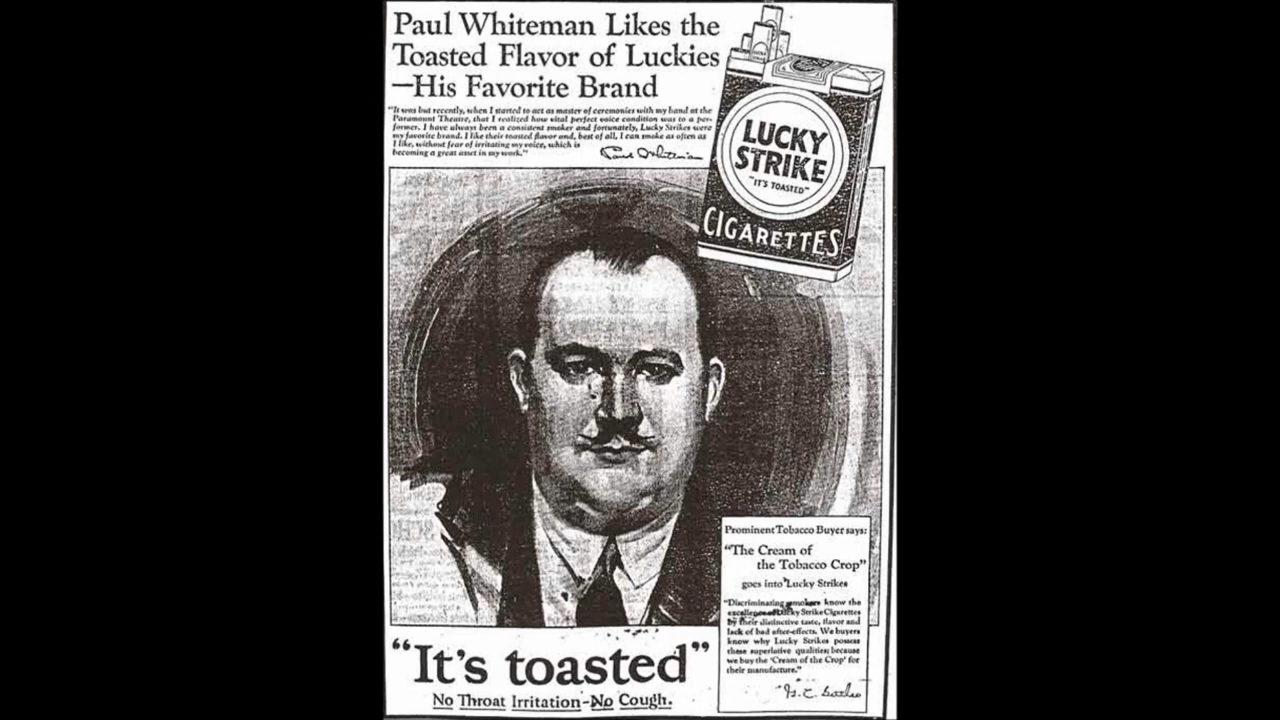 Paul Whiteman Likes the
Toasted Flavor of Luckies
—His Favorite Brand
"It was but recently, when I started to act as master of ceremonies with my band at the
Paramount Theatre, that I realized how vital perfect voice condition was to a per-
former. I have always been a consistent smoker and fortunately, Lucky Strikes were
my favorite brand. I like their toasted flavor and, best of all, I can smoke as often as
I like, without fear of irritating my voice, which is
becoming a great asset in my work."
Paul Whiteman
LUCKY
STRIKE
"IT'S TOASTED"
CIGARETTES
Prominent Tobacco Buyer says:
"The Cream of
the Tobacco Crop"
goes into Lucky Strikes
"Discriminating smokers know the
excellence of Lucky Strike Cigarettes
by their distinctive taste, flavor and
lack of bad after-effects. We buyers
know why Lucky Strikes possess
these superlative qualities; because
we buy the 'Cream of the Crop' for
their manufacture."
"It's toasted"
No Throat Irritation-No Cough.